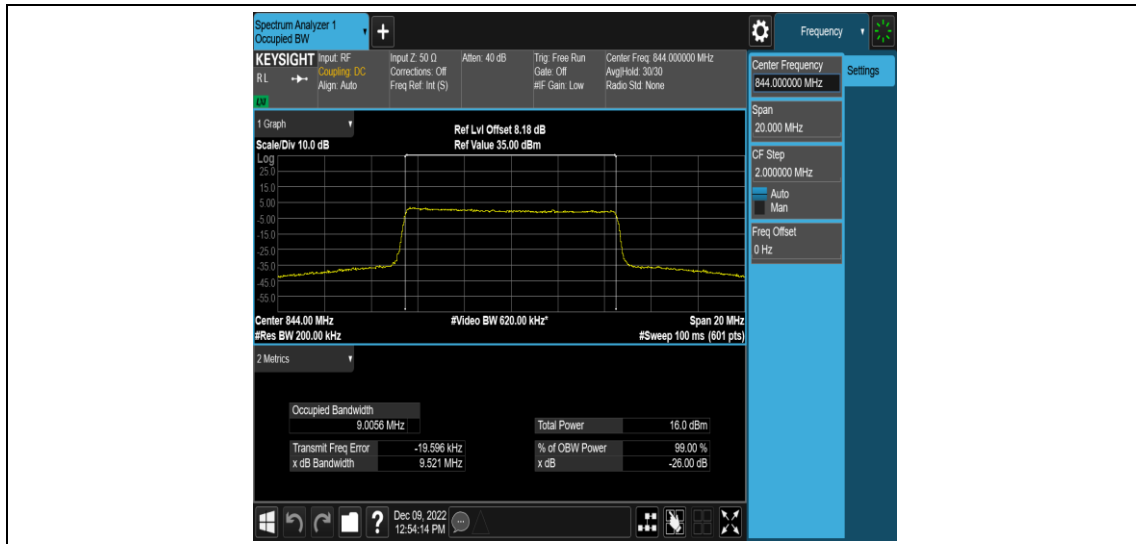 Spectrum Analyzer 1
Occupied BW
+
Frequency
KEYSIGHT Input: RF Input Z: 50 Ω Atten: 40 dB Trig: Free Run Center Freq: 844.000000 MHz
RL Coupling: DC Corrections: Off Gate: Off Avg|Hold: 30/30
Align: Auto Freq Ref: Int (S) #IF Gain: Low Radio Std: None
LXI
Center Frequency
844.000000 MHz
Settings
Span
20.000 MHz
CF Step
2.000000 MHz
Auto
Man
Freq Offset
0 Hz
1 Graph
Ref Lvl Offset 8.18 dB
Scale/Div 10.0 dB Ref Value 35.00 dBm
Log
25.0
15.0
5.00
-5.00
-15.0
-25.0
-35.0
-45.0
-55.0
Center 844.00 MHz #Video BW 620.00 kHz* Span 20 MHz
#Res BW 200.00 kHz #Sweep 100 ms (601 pts)
2 Metrics
Occupied Bandwidth
9.0056 MHz Total Power 16.0 dBm
Transmit Freq Error -19.596 kHz % of OBW Power 99.00 %
x dB Bandwidth 9.521 MHz x dB -26.00 dB
? Dec 09, 2022
12:54:14 PM